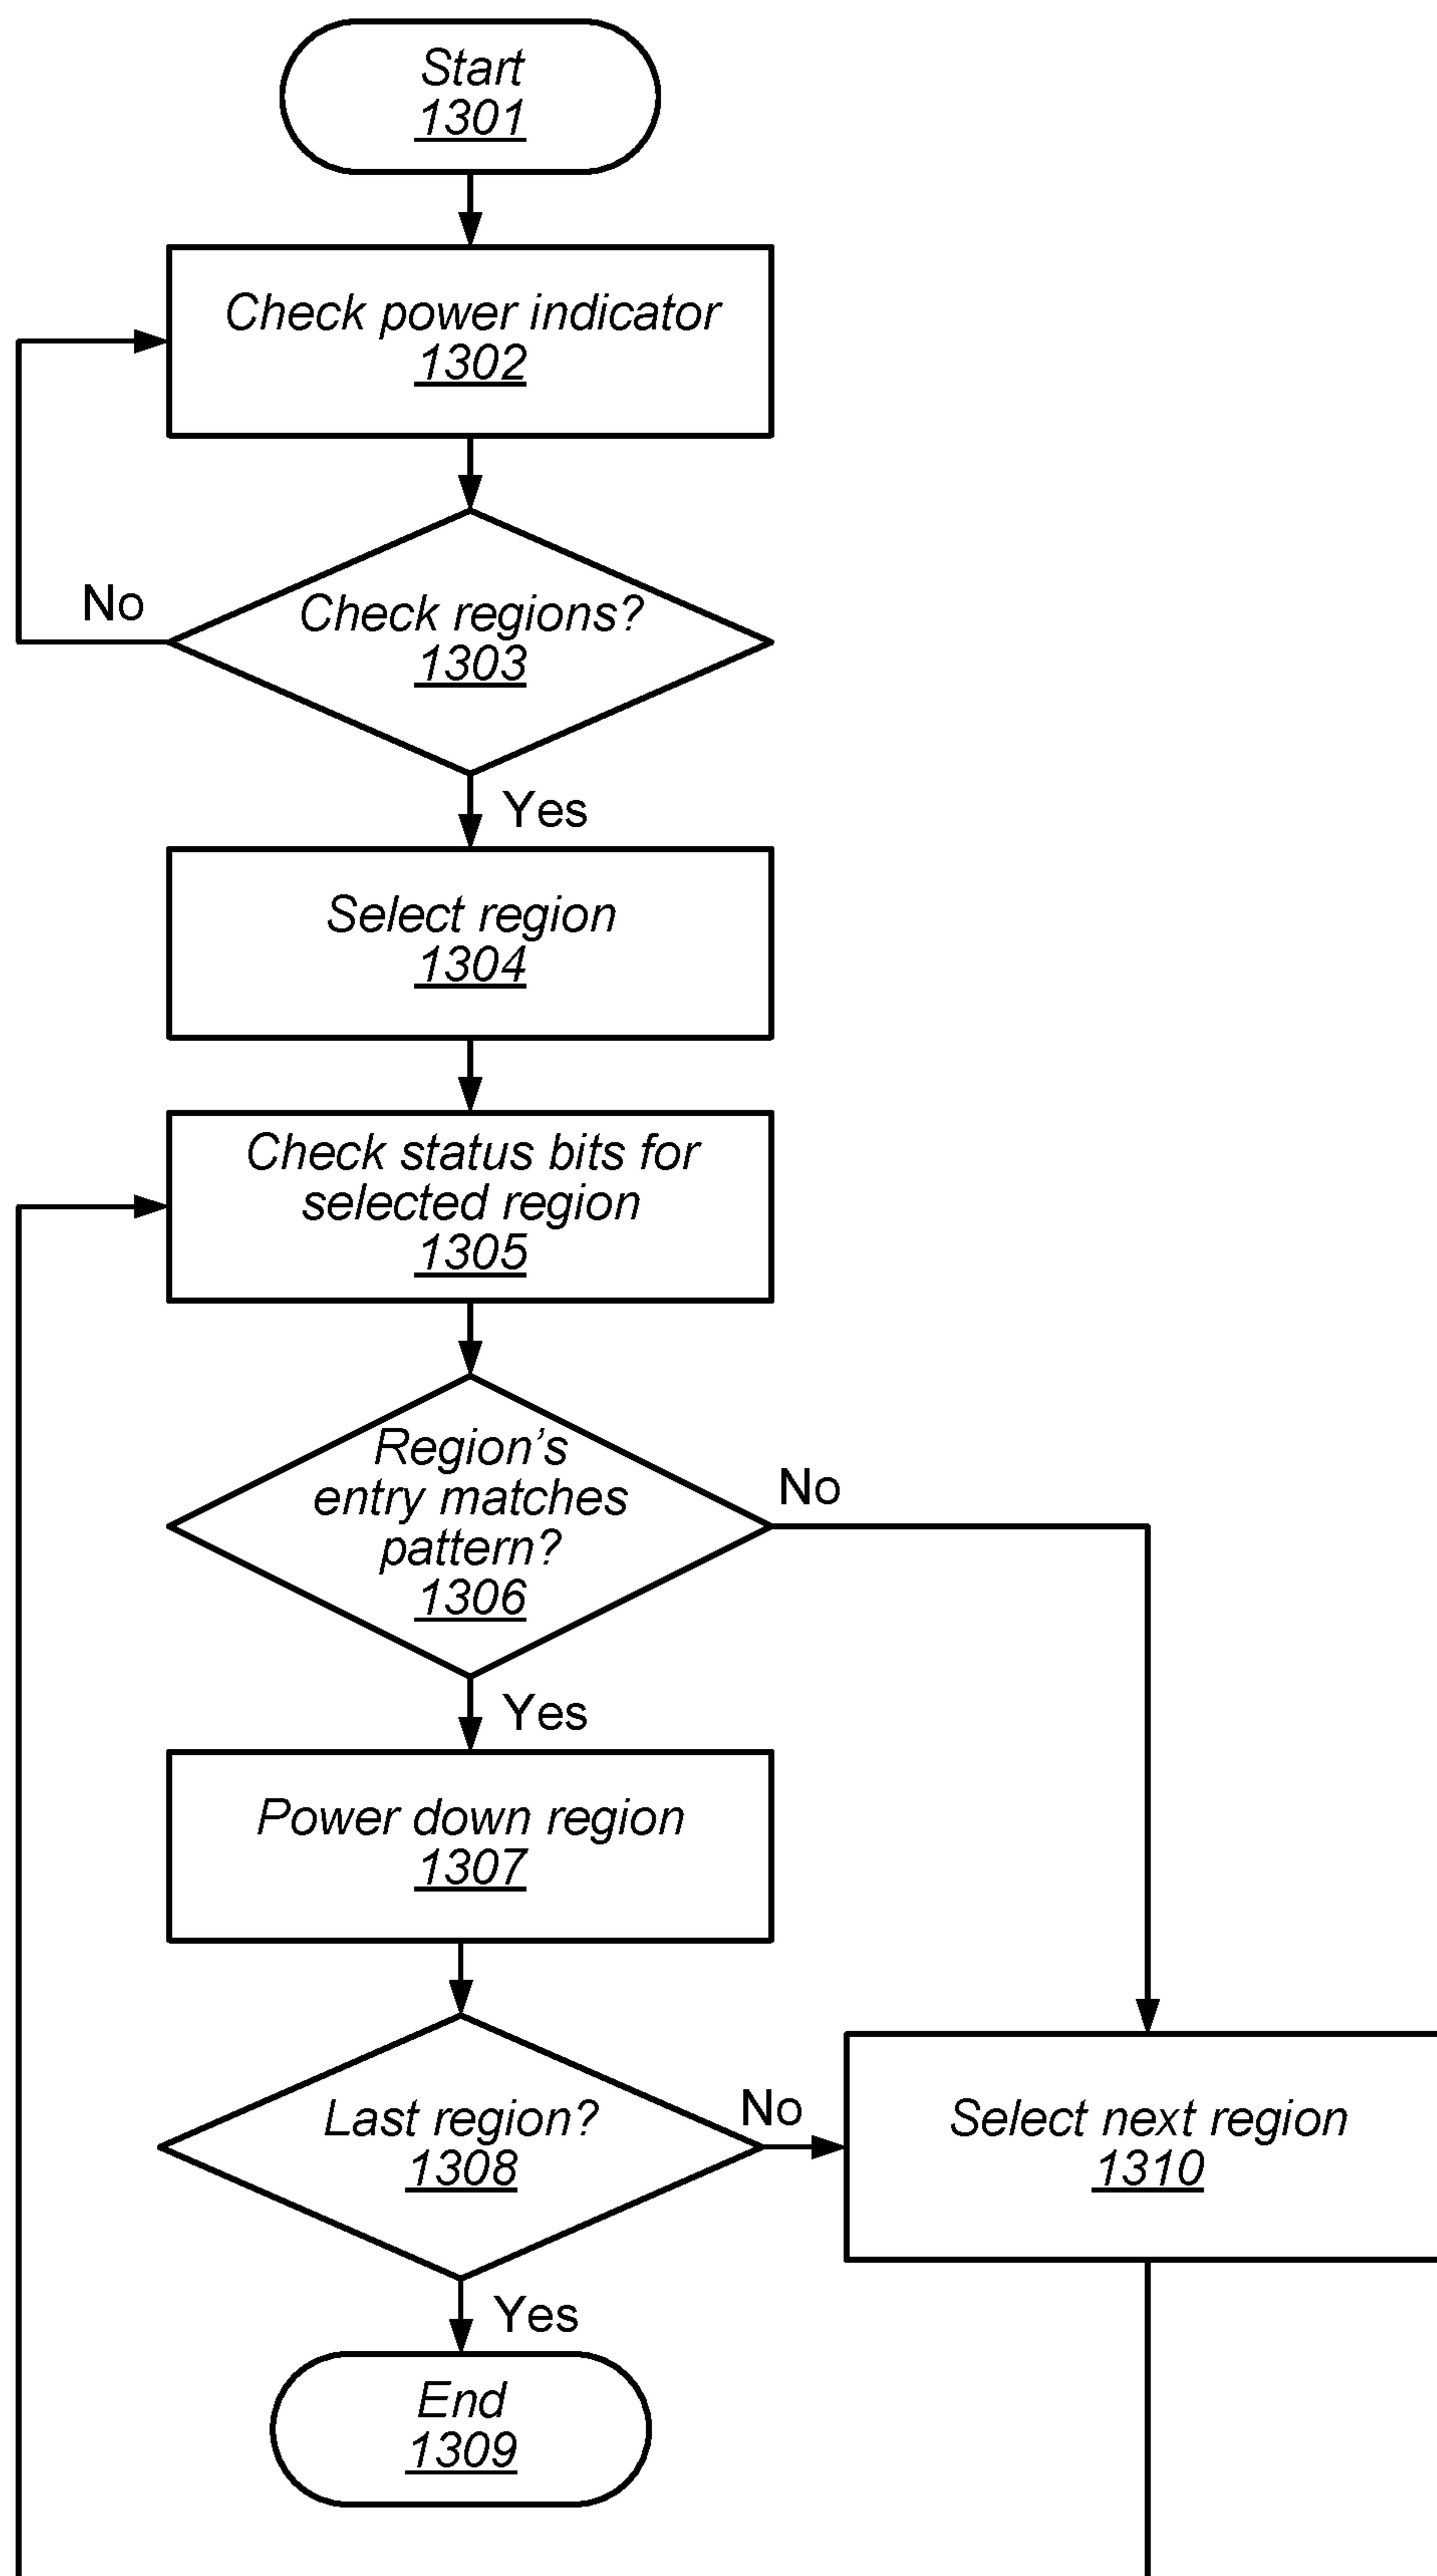 Start
1301
Check power indicator
1302
Check regions?
1303
No
Yes
Select region
1304
Check status bits for
selected region
1305
Region’s
entry matches
pattern?
1306
No
Yes
Power down region
1307
Last region?
1308
No
Select next region
1310
Yes
End
1309